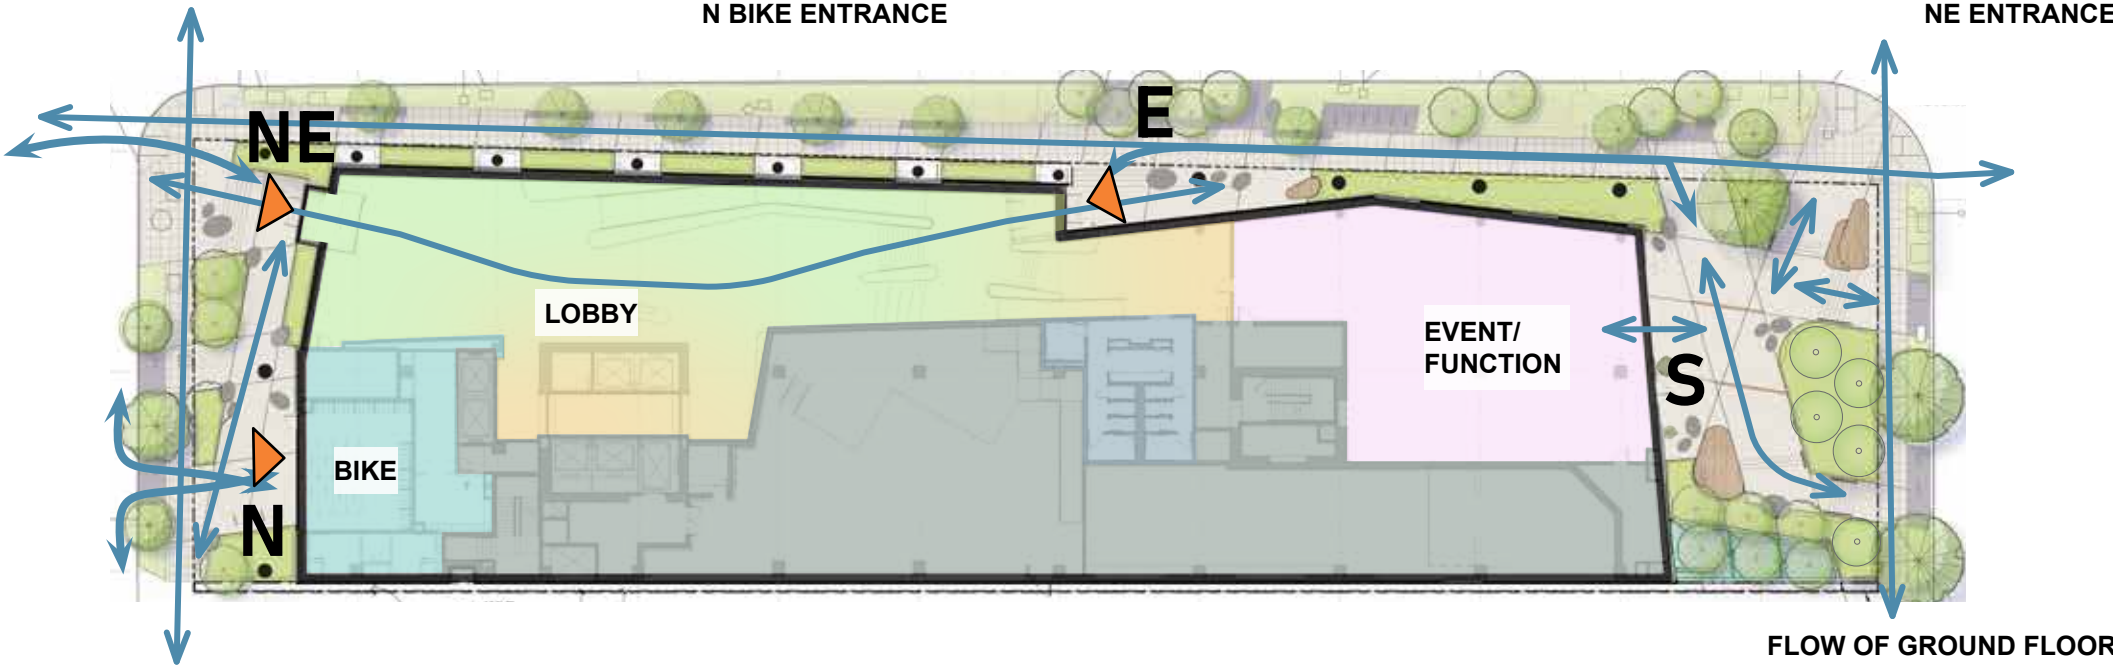 N BIKE ENTRANCE
NE ENTRANCE
NE
E
LOBBY
EVENT/
FUNCTION
S
BIKE
N
FLOW OF GROUND FLOOR